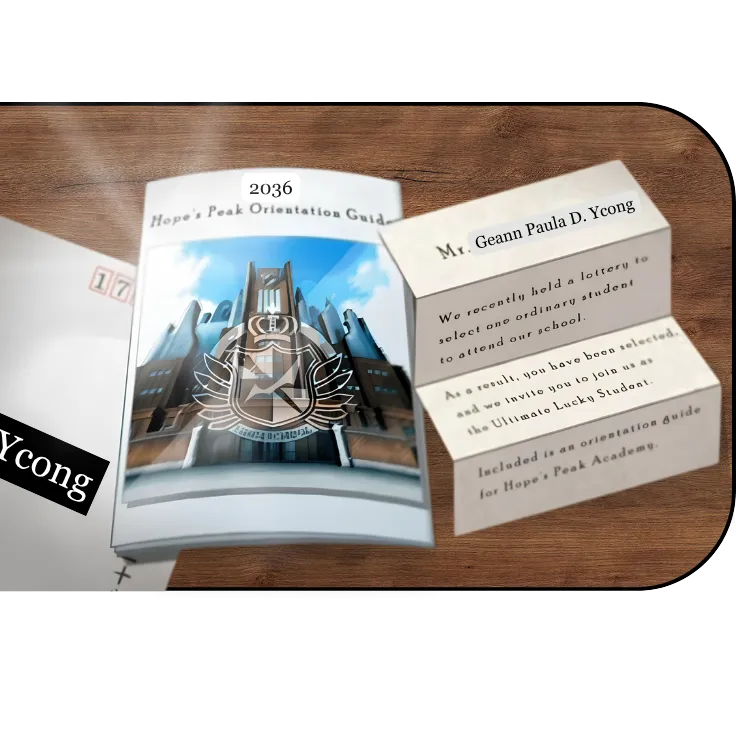 2036
Hope's Peak Orientation Guide
17
Ycong
Mr. Geann Paula D. Ycong
We recently held a lottery to
select one ordinary student
to attend our school.
As a result, you have been selected,
and we invite you to join us as
the Ultimate Lucky Student.
Included is an orientation guide
for Hope's Peak Academy.